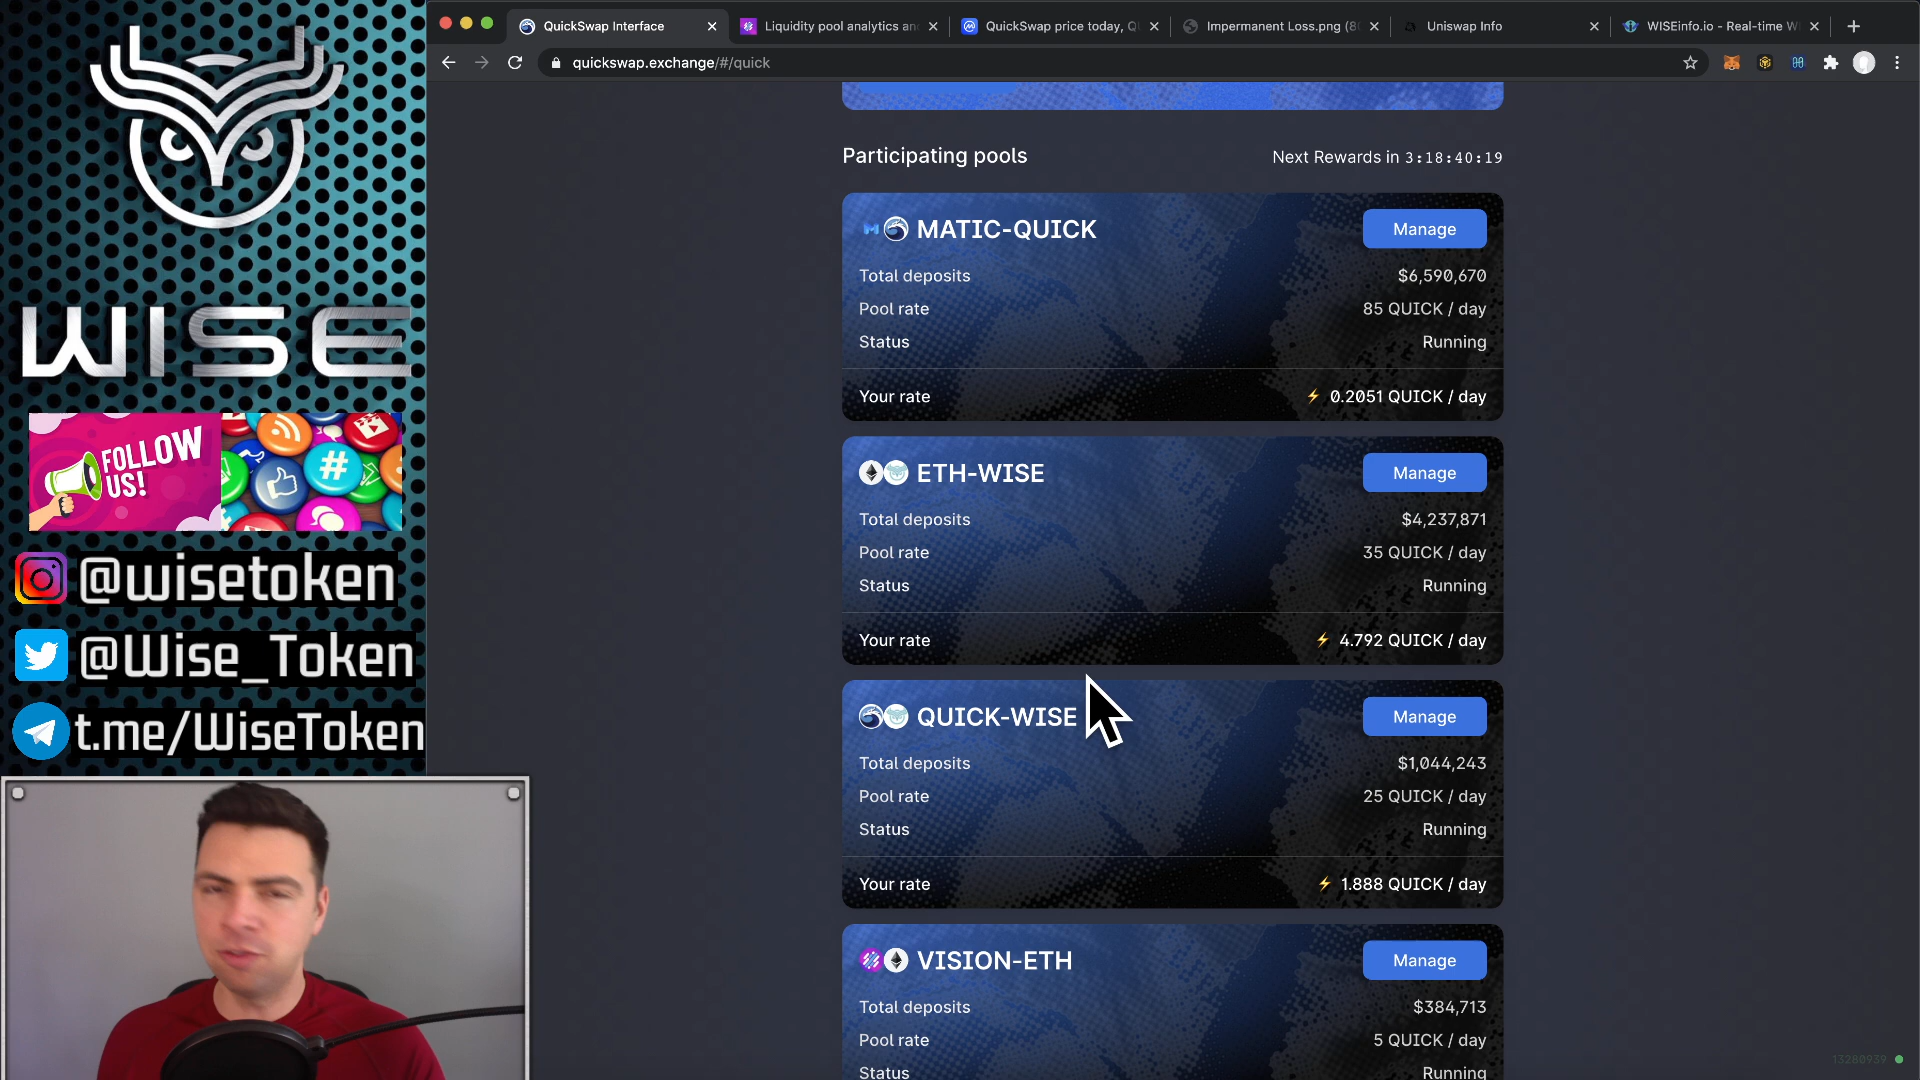 QuickSwap Interface
Liquidity pool analytics an
QuickSwap price today, Q
Impermanent Loss.png (8
Uniswap Info
WISEinfo.io - Real-time W
quickswap.exchange/#/quick
WISE
FOLLOW
US!
#
@wisetoken
@Wise_Token
t.me/WiseToken
Participating pools
Next Rewards in 3:18:40:19
MATIC-QUICK
Manage
Total deposits
$6,590,670
Pool rate
85 QUICK / day
Status
Running
Your rate
⚡ 0.2051 QUICK / day
ETH-WISE
Manage
Total deposits
$4,237,871
Pool rate
35 QUICK / day
Status
Running
Your rate
⚡ 4.792 QUICK / day
QUICK-WISE
Manage
Total deposits
$1,044,243
Pool rate
25 QUICK / day
Status
Running
Your rate
⚡ 1.888 QUICK / day
VISION-ETH
Manage
Total deposits
$384,713
Pool rate
5 QUICK / day
Status
Running
13280939